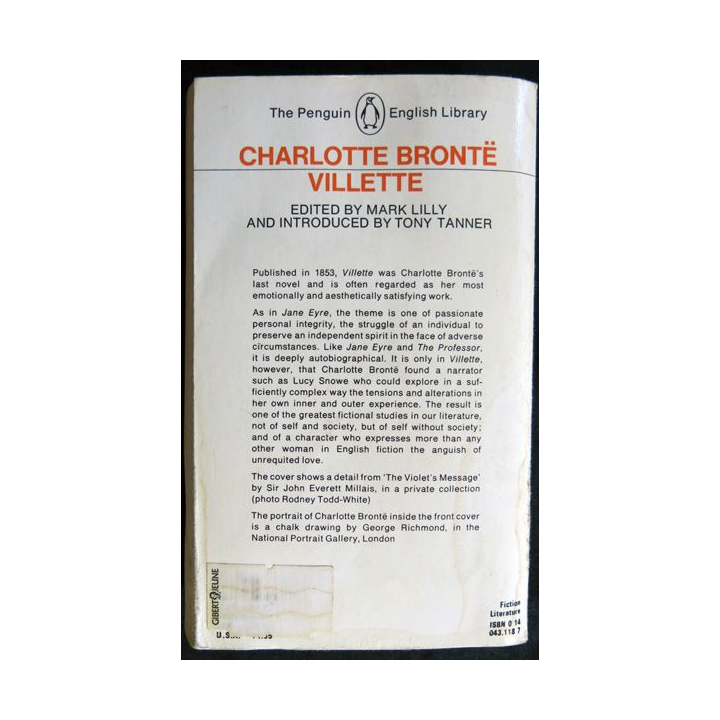 The Penguin English Library
CHARLOTTE BRONTË
VILLETTE
EDITED BY MARK LILLY
AND INTRODUCED BY TONY TANNER
Published in 1853, Villette was Charlotte Brontë's
last novel and is often regarded as her most
emotionally and aesthetically satisfying work.
As in Jane Eyre, the theme is one of passionate
personal integrity, the struggle of an individual to
preserve an independent spirit in the face of adverse
circumstances. Like Jane Eyre and The Professor,
it is deeply autobiographical. It is only in Villette,
however, that Charlotte Brontë found a narrator
such as Lucy Snowe who could explore in a suf-
ficiently complex way the tensions and alterations in
her own inner and outer experience. The result is
one of the greatest fictional studies in our literature,
not of self and society, but of self without society;
and of a character who expresses more than any
other woman in English fiction the anguish of
unrequited love.
The cover shows a detail from 'The Violet's Message'
by Sir John Everett Millais, in a private collection
(photo Rodney Todd-White)
The portrait of Charlotte Brontë inside the front cover
is a chalk drawing by George Richmond, in the
National Portrait Gallery, London
GIBERT JEUNE
Fiction
Literature
ISBN 0 14
043.118 7